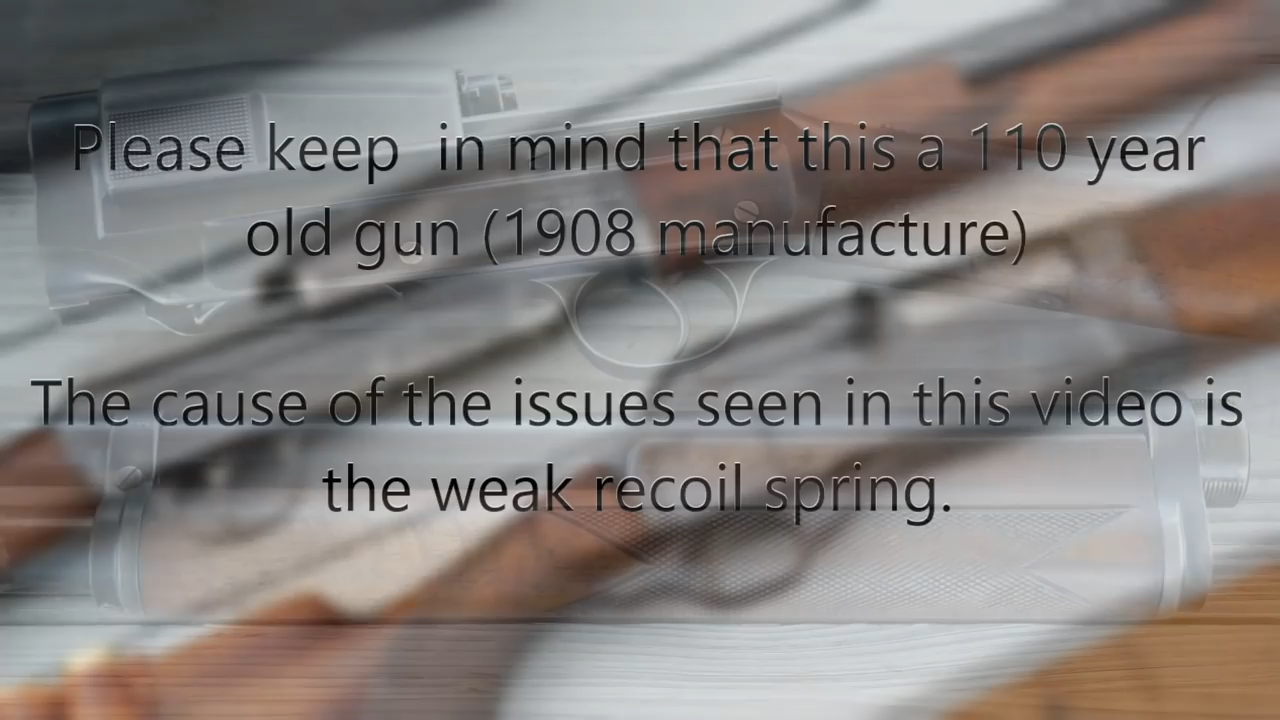 Please keep  in mind that this a 110 year
old gun (1908 manufacture)
The cause of the issues seen in this video is
the weak recoil spring.